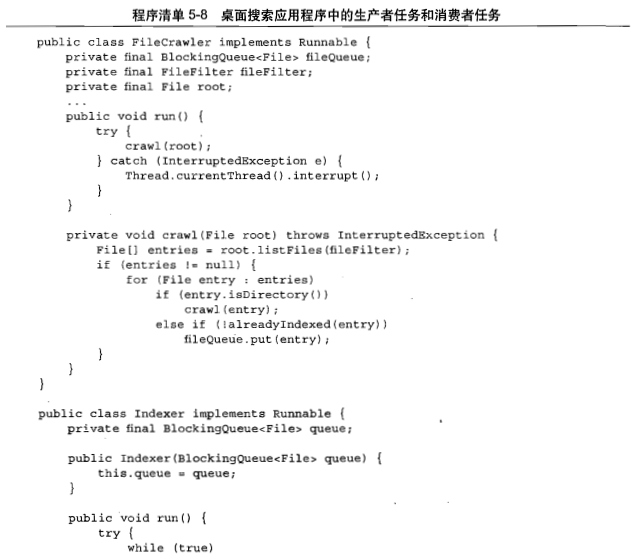 程序清单 5-8 桌面搜索应用程序中的生产者任务和消费者任务
public class FileCrawler implements Runnable {
private final BlockingQueue<File> fileQueue;
private final FileFilter fileFilter;
private final File root;
...
public void run() {
try {
crawl(root);
} catch (InterruptedException e) {
Thread.currentThread().interrupt();
}
}
private void crawl(File root) throws InterruptedException {
File[] entries = root.listFiles(fileFilter);
if (entries != null) {
for (File entry : entries)
if (entry.isDirectory())
crawl(entry);
else if (!alreadyIndexed(entry))
fileQueue.put(entry);
}
}
}
public class Indexer implements Runnable {
private final BlockingQueue<File> queue;
public Indexer(BlockingQueue<File> queue) {
this.queue = queue;
}
public void run() {
try {
while (true)